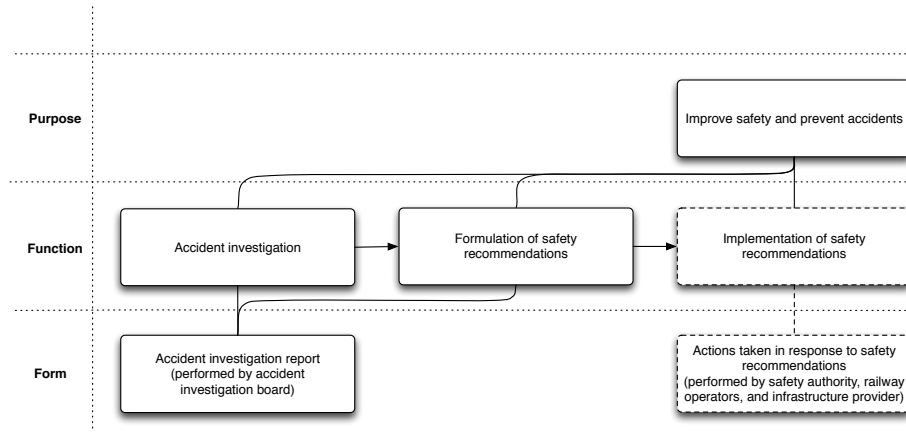 Purpose
Improve safety and prevent accidents
Function
Accident investigation
Formulation of safety
recommendations
Implementation of safety
recommendations
Form
Accident investigation report
(performed by accident
investigation board)
Actions taken in response to safety
recommendations
(performed by safety authority, railway
operators, and infrastructure provider)